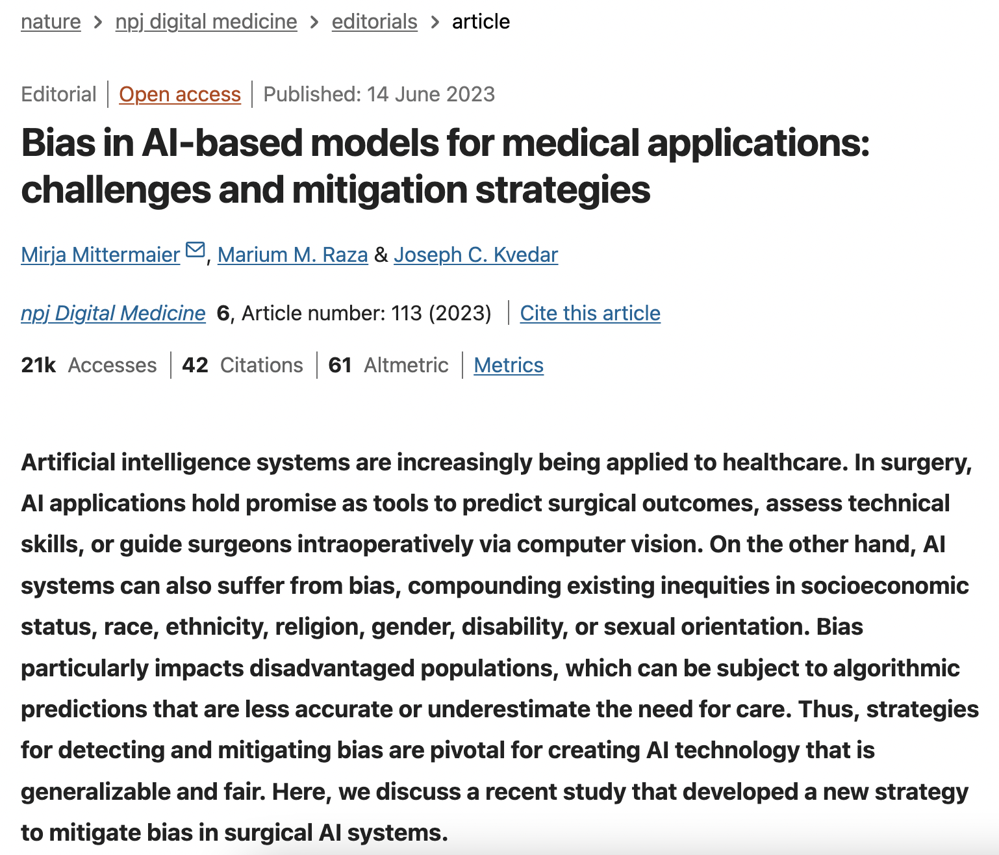 nature > npj digital medicine > editorials > article
Editorial | Open access | Published: 14 June 2023
Bias in AI-based models for medical applications:
challenges and mitigation strategies
Mirja Mittermaier, Marium M. Raza & Joseph C. Kvedar
npj Digital Medicine 6, Article number: 113 (2023) | Cite this article
21k Accesses | 42 Citations | 61 Altmetric | Metrics
Artificial intelligence systems are increasingly being applied to healthcare. In surgery,
AI applications hold promise as tools to predict surgical outcomes, assess technical
skills, or guide surgeons intraoperatively via computer vision. On the other hand, AI
systems can also suffer from bias, compounding existing inequities in socioeconomic
status, race, ethnicity, religion, gender, disability, or sexual orientation. Bias
particularly impacts disadvantaged populations, which can be subject to algorithmic
predictions that are less accurate or underestimate the need for care. Thus, strategies
for detecting and mitigating bias are pivotal for creating AI technology that is
generalizable and fair. Here, we discuss a recent study that developed a new strategy
to mitigate bias in surgical AI systems.